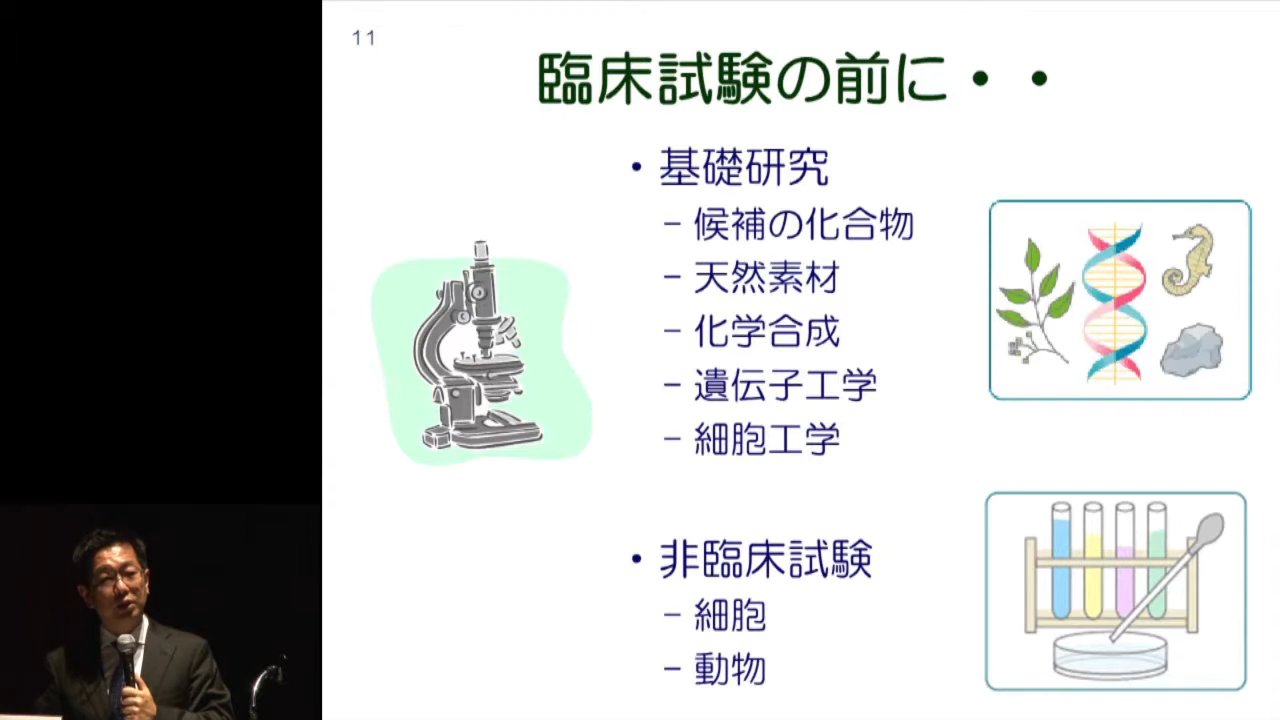 11
臨床試験の前に・・
・基礎研究
－候補の化合物
－天然素材
－化学合成
－遺伝子工学
－細胞工学
・非臨床試験
－細胞
－動物